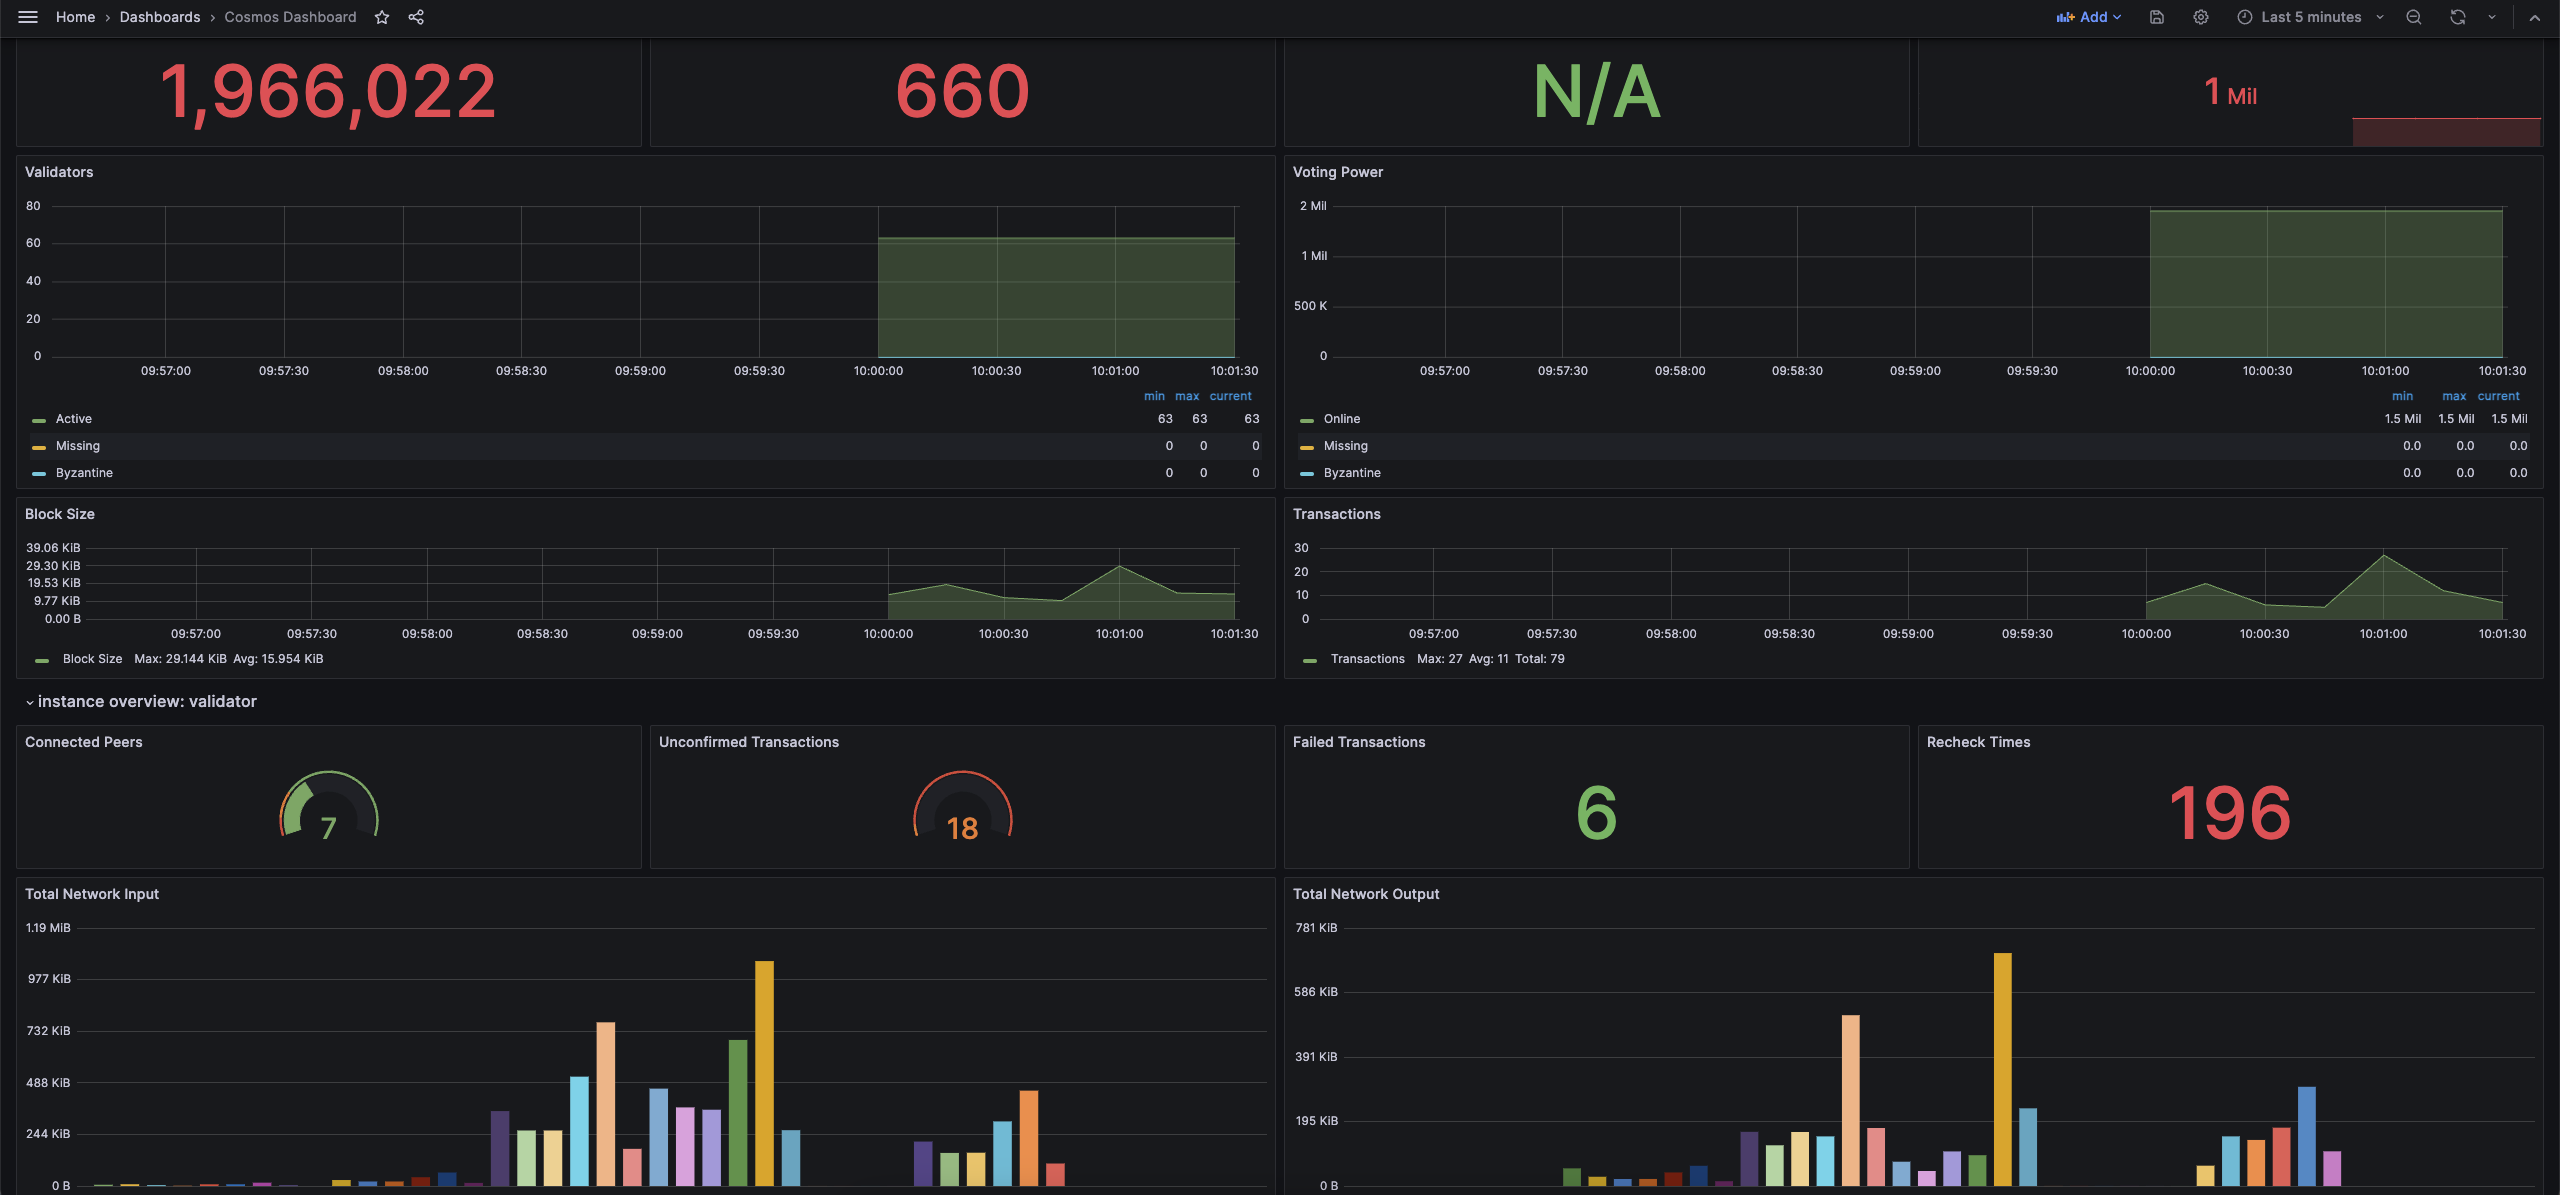 Home › Dashboards › Cosmos Dashboard
Add
Last 5 minutes
1,966,022
660
N/A
1 Mil
Validators
80
60
40
20
0
09:57:00 09:57:30 09:58:00 09:58:30 09:59:00 09:59:30 10:00:00 10:00:30 10:01:00 10:01:30
min max current
Active 63 63 63
Missing 0 0 0
Byzantine 0 0 0
Voting Power
2 Mil
1 Mil
500 K
0
09:57:00 09:57:30 09:58:00 09:58:30 09:59:00 09:59:30 10:00:00 10:00:30 10:01:00 10:01:30
min max current
Online 1.5 Mil 1.5 Mil 1.5 Mil
Missing 0.0 0.0 0.0
Byzantine 0.0 0.0 0.0
Block Size
39.06 KiB
29.30 KiB
19.53 KiB
9.77 KiB
0.00 B
09:57:00 09:57:30 09:58:00 09:58:30 09:59:00 09:59:30 10:00:00 10:00:30 10:01:00 10:01:30
Block Size Max: 29.144 KiB Avg: 15.954 KiB
Transactions
30
20
10
0
09:57:00 09:57:30 09:58:00 09:58:30 09:59:00 09:59:30 10:00:00 10:00:30 10:01:00 10:01:30
Transactions Max: 27 Avg: 11 Total: 79
instance overview: validator
Connected Peers
7
Unconfirmed Transactions
18
Failed Transactions
6
Recheck Times
196
Total Network Input
1.19 MiB
977 KiB
732 KiB
488 KiB
244 KiB
0 B
Total Network Output
781 KiB
586 KiB
391 KiB
195 KiB
0 B